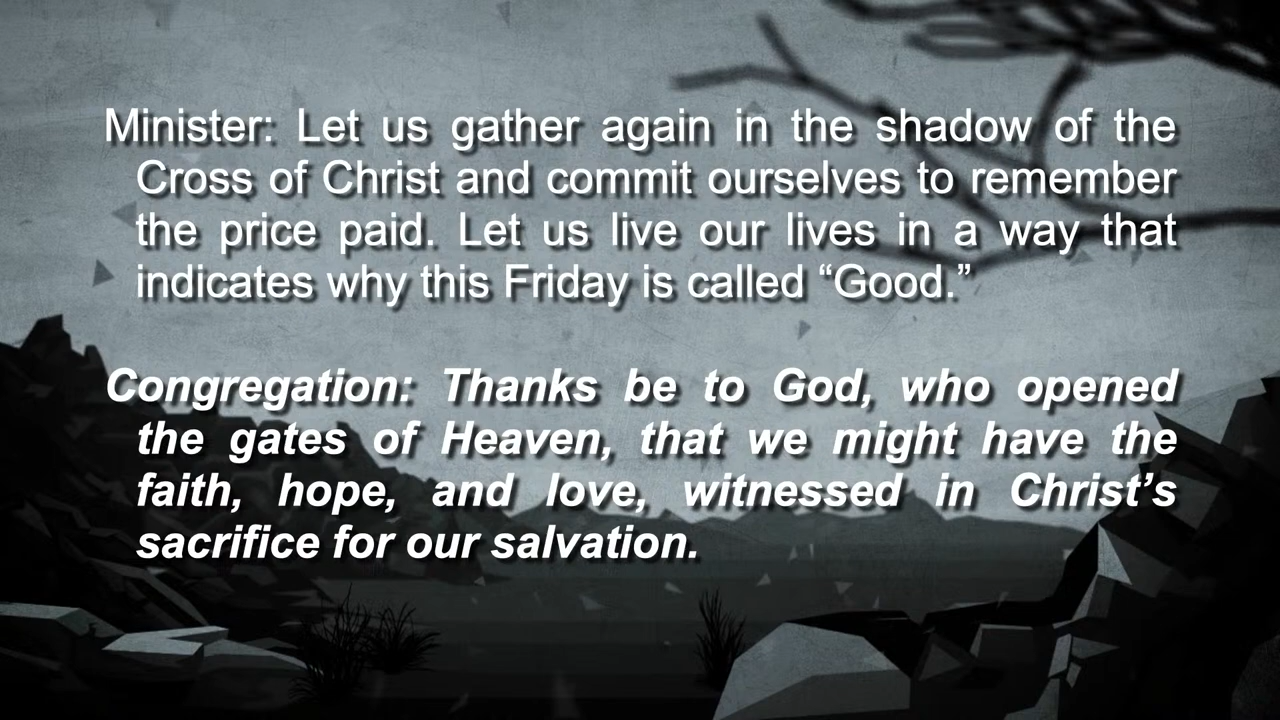 Minister: Let us gather again in the shadow of the
Cross of Christ and commit ourselves to remember
the price paid. Let us live our lives in a way that
indicates why this Friday is called “Good.”
Congregation: Thanks be to God, who opened
the gates of Heaven, that we might have the
faith, hope, and love, witnessed in Christ’s
sacrifice for our salvation.